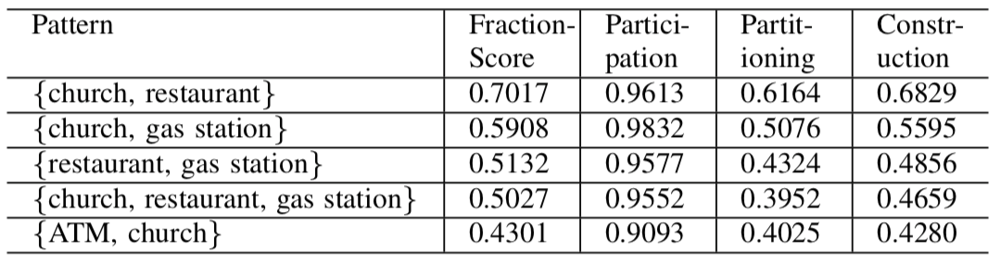 Pattern Fraction- Partici- Partit- Constr-
Score pation ioning uction
{church, restaurant} 0.7017 0.9613 0.6164 0.6829
{church, gas station} 0.5908 0.9832 0.5076 0.5595
{restaurant, gas station} 0.5132 0.9577 0.4324 0.4856
{church, restaurant, gas station} 0.5027 0.9552 0.3952 0.4659
{ATM, church} 0.4301 0.9093 0.4025 0.4280